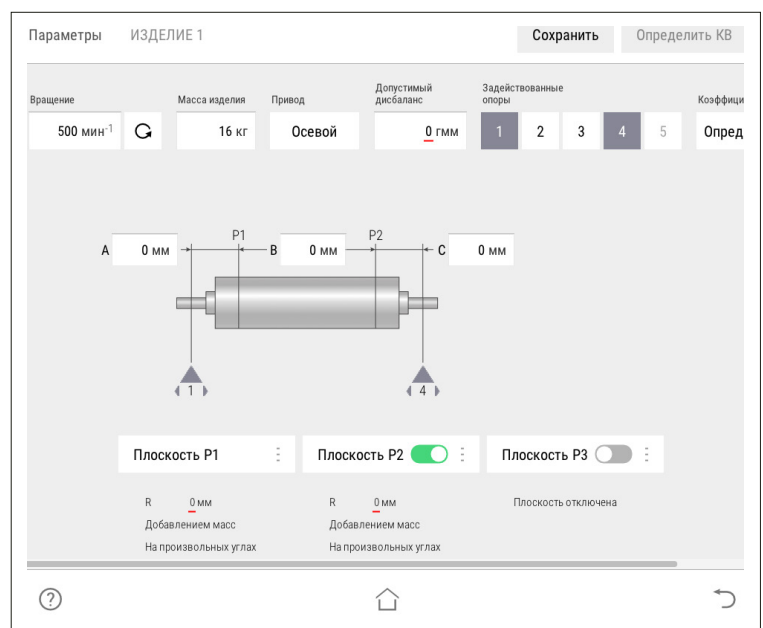 Параметры ИЗДЕЛИЕ 1 Сохранить Определить КВ
Вращение Масса изделия Привод Допустимый дисбаланс Задействованные опоры Коэффици
500 мин⁻¹ 16 кг Осевой 0 гмм 1 2 3 4 5 Опред
P1 P2
A 0 мм B 0 мм C 0 мм
1 4
Плоскость P1 Плоскость P2 Плоскость P3
R 0 мм R 0 мм Плоскость отключена
Добавлением масс Добавлением масс
На произвольных углах На произвольных углах
?